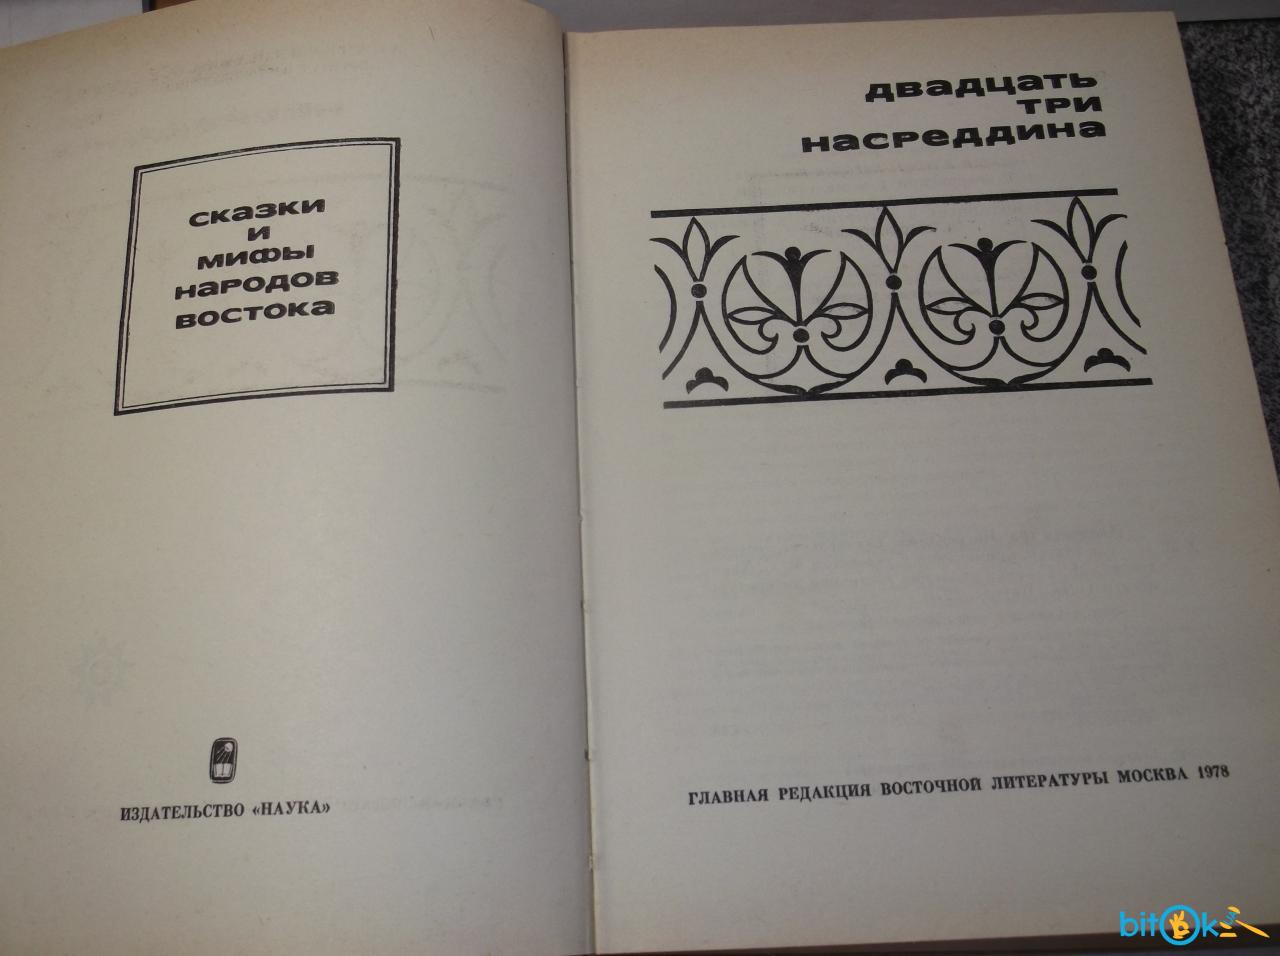 сказки
и
мифы
народов
востока
ИЗДАТЕЛЬСТВО «НАУКА»
двадцать
три
насреддина
ГЛАВНАЯ РЕДАКЦИЯ ВОСТОЧНОЙ ЛИТЕРАТУРЫ МОСКВА 1978
bitOk